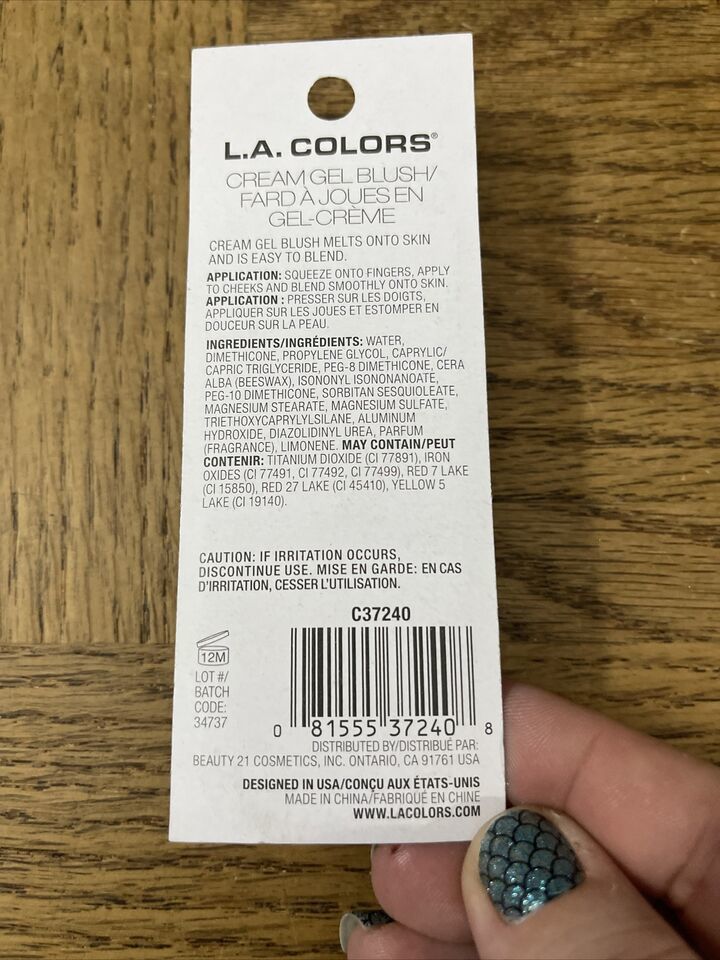 L.A. COLORS®
CREAM GEL BLUSH/
FARD À JOUES EN
GEL-CRÈME
CREAM GEL BLUSH MELTS ONTO SKIN
AND IS EASY TO BLEND.
APPLICATION: SQUEEZE ONTO FINGERS, APPLY
TO CHEEKS AND BLEND SMOOTHLY ONTO SKIN.
APPLICATION : PRESSER SUR LES DOIGTS,
APPLIQUER SUR LES JOUES ET ESTOMPER EN
DOUCEUR SUR LA PEAU.
INGREDIENTS/INGRÉDIENTS: WATER,
DIMETHICONE, PROPYLENE GLYCOL, CAPRYLIC/
CAPRIC TRIGLYCERIDE, PEG-8 DIMETHICONE, CERA
ALBA (BEESWAX), ISONONYL ISONONANOATE,
PEG-10 DIMETHICONE, SORBITAN SESQUIOLEATE,
MAGNESIUM STEARATE, MAGNESIUM SULFATE,
TRIETHOXYCAPRYLYLSILANE, ALUMINUM
HYDROXIDE, DIAZOLIDINYL UREA, PARFUM
(FRAGRANCE), LIMONENE. MAY CONTAIN/PEUT
CONTENIR: TITANIUM DIOXIDE (CI 77891), IRON
OXIDES (CI 77491, CI 77492, CI 77499), RED 7 LAKE
(CI 15850), RED 27 LAKE (CI 45410), YELLOW 5
LAKE (CI 19140).
CAUTION: IF IRRITATION OCCURS,
DISCONTINUE USE. MISE EN GARDE: EN CAS
D'IRRITATION, CESSER L'UTILISATION.
C37240
12M
LOT #/
BATCH
CODE:
34737
0 81555 37240 8
DISTRIBUTED BY/DISTRIBUÉ PAR:
BEAUTY 21 COSMETICS, INC. ONTARIO, CA 91761 USA
DESIGNED IN USA/CONÇU AUX ÉTATS-UNIS
MADE IN CHINA/FABRIQUÉ EN CHINE
WWW.LACOLORS.COM